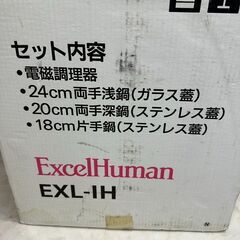 セット内容
•電磁調理器
•24cm両手浅鍋(ガラス蓋)
•20cm両手深鍋(ステンレス蓋)
•18cm片手鍋(ステンレス蓋)
ExcelHuman
EXL-IH